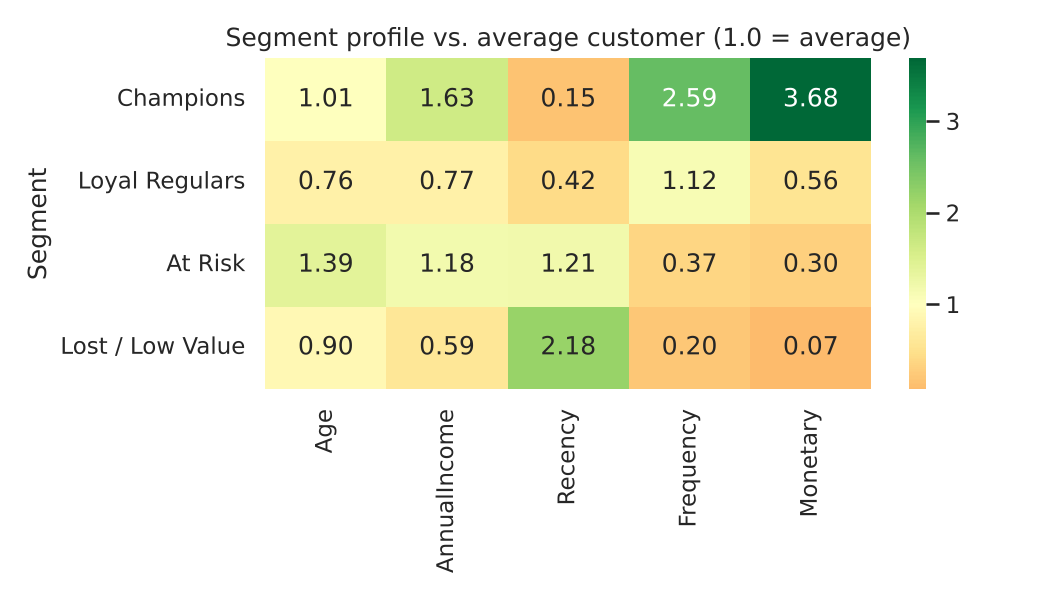 Segment profile vs. average customer (1.0 = average)
Segment
Champions 1.01 1.63 0.15 2.59 3.68
Loyal Regulars 0.76 0.77 0.42 1.12 0.56
At Risk 1.39 1.18 1.21 0.37 0.30
Lost / Low Value 0.90 0.59 2.18 0.20 0.07
Age AnnualIncome Recency Frequency Monetary
3
2
1